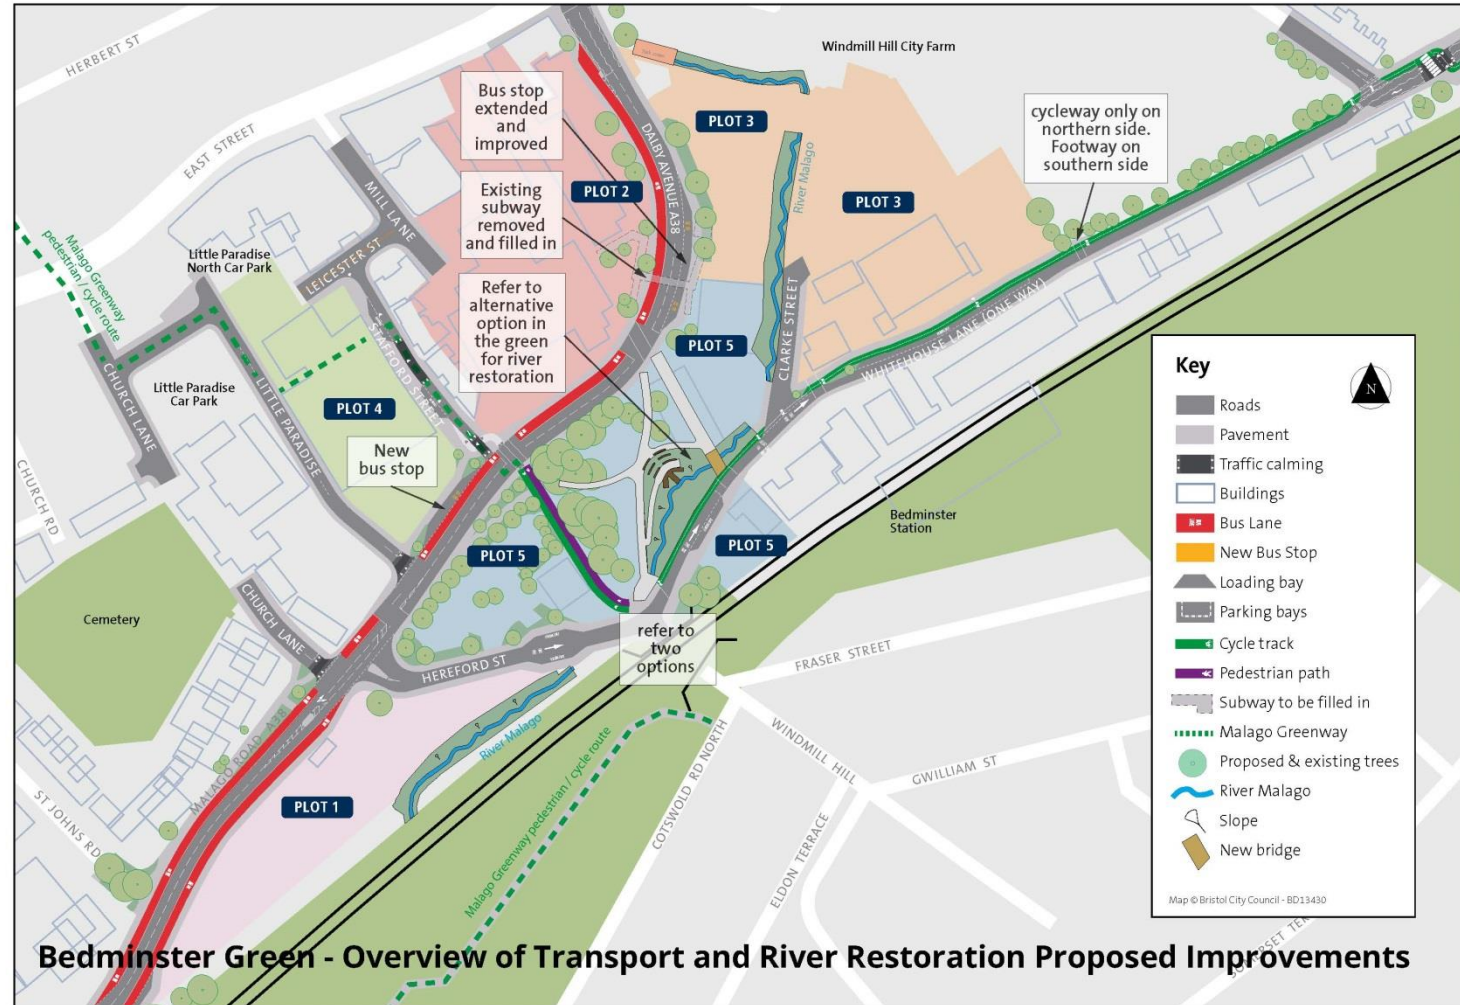 HERBERT ST
Windmill Hill City Farm
Bus stop
extended
and
improved
PLOT 3
cycleway only on
northern side.
Footway on
southern side
EAST STREET
DALBY AVENUE A38
River Malago
MILL LANE
PLOT 2
Existing
subway
removed
and filled in
PLOT 3
Malago Greenway
pedestrian / cycle route
Little Paradise
North Car Park
LEICESTER ST
Refer to
alternative
option in
the green
for river
restoration
CLARKE STREET
WHITEHOUSE LANE (ONE WAY)
PLOT 5
STAFFORD STREET
CHURCH LANE
Little Paradise
Car Park
LITTLE PARADISE
PLOT 4
New
bus stop
CHURCH RD
Bedminster
Station
PLOT 5
PLOT 5
Cemetery
CHURCH LANE
refer to
two
options
HEREFORD ST
FRASER STREET
River Malago
WINDMILL HILL
GWILLIAM ST
MALAGO ROAD A38
PLOT 1
ST JOHNS RD
Malago Greenway pedestrian / cycle route
COTSWOLD RD NORTH
ELDON TERRACE
Key
N
Roads
Pavement
Traffic calming
Buildings
Bus Lane
New Bus Stop
Loading bay
Parking bays
Cycle track
Pedestrian path
Subway to be filled in
Malago Greenway
Proposed & existing trees
River Malago
Slope
New bridge
Map © Bristol City Council - BD13430
Bedminster Green - Overview of Transport and River Restoration Proposed Improvements